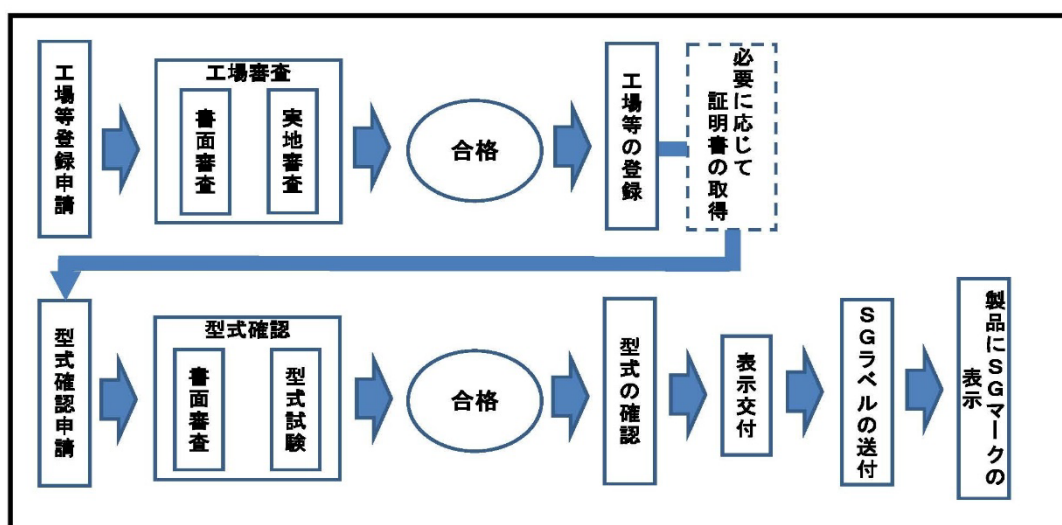 工場等登録申請
工場審査
書面審査
実地審査
合格
工場等の登録
必要に応じて
証明書の取得
型式確認申請
型式確認
書面審査
型式試験
合格
型式の確認
表示交付
SGラベルの送付
製品にSGマークの
表示